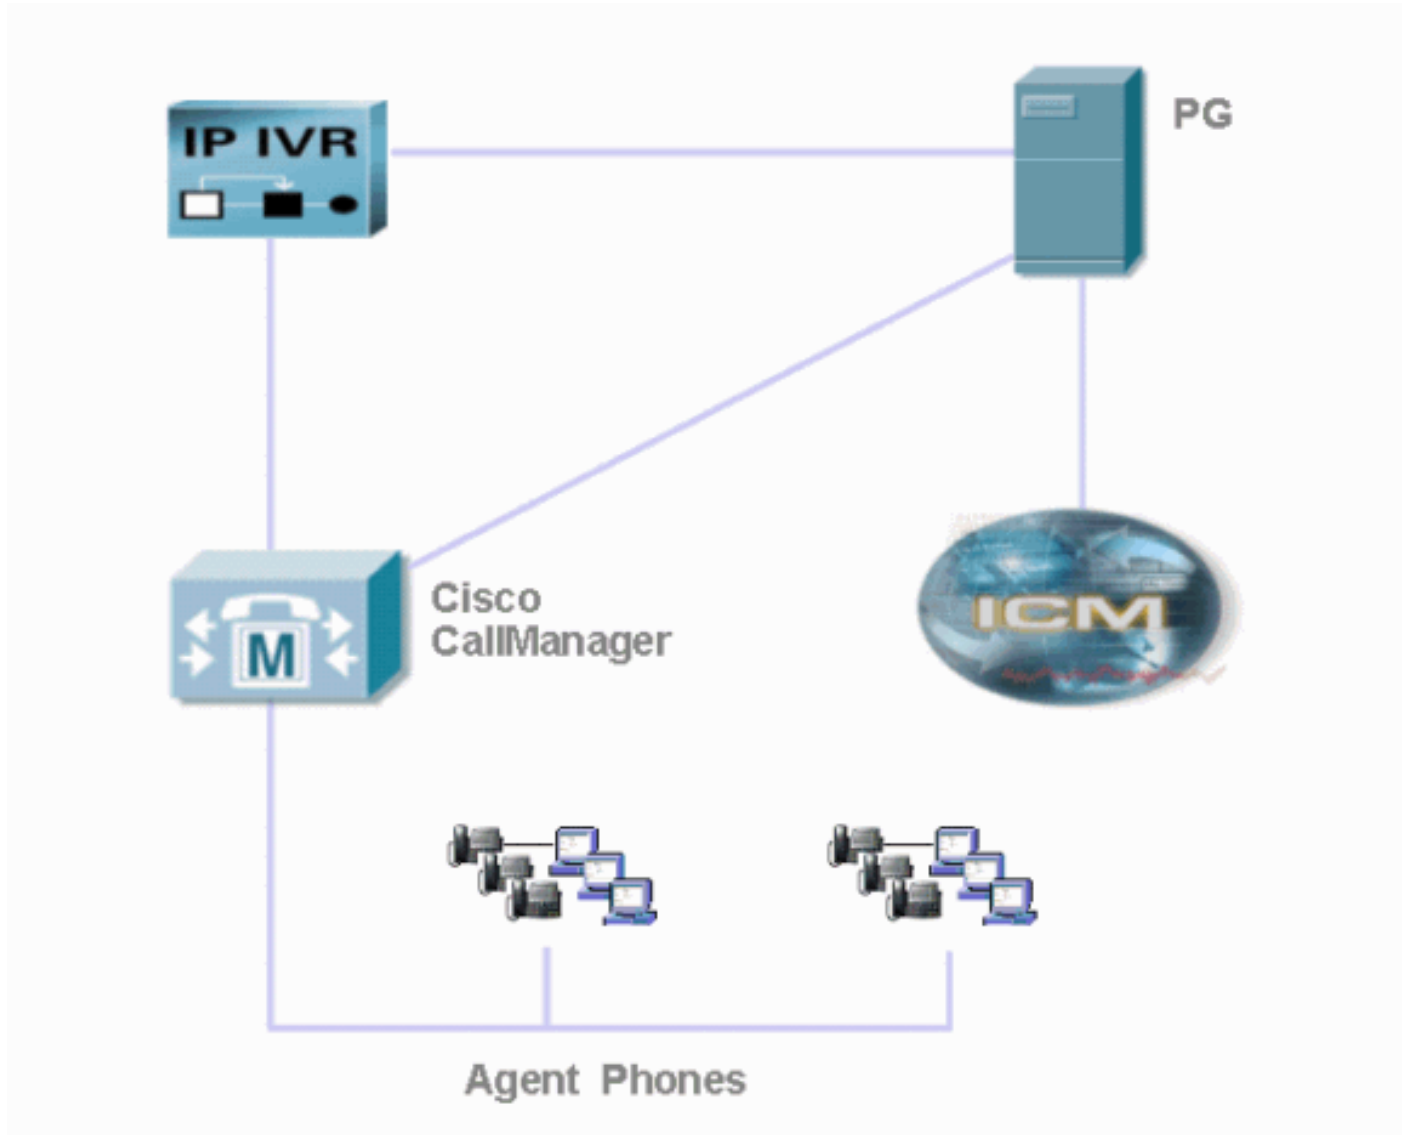 IP IVR
PG
Cisco
CallManager
M
ICM
Agent Phones